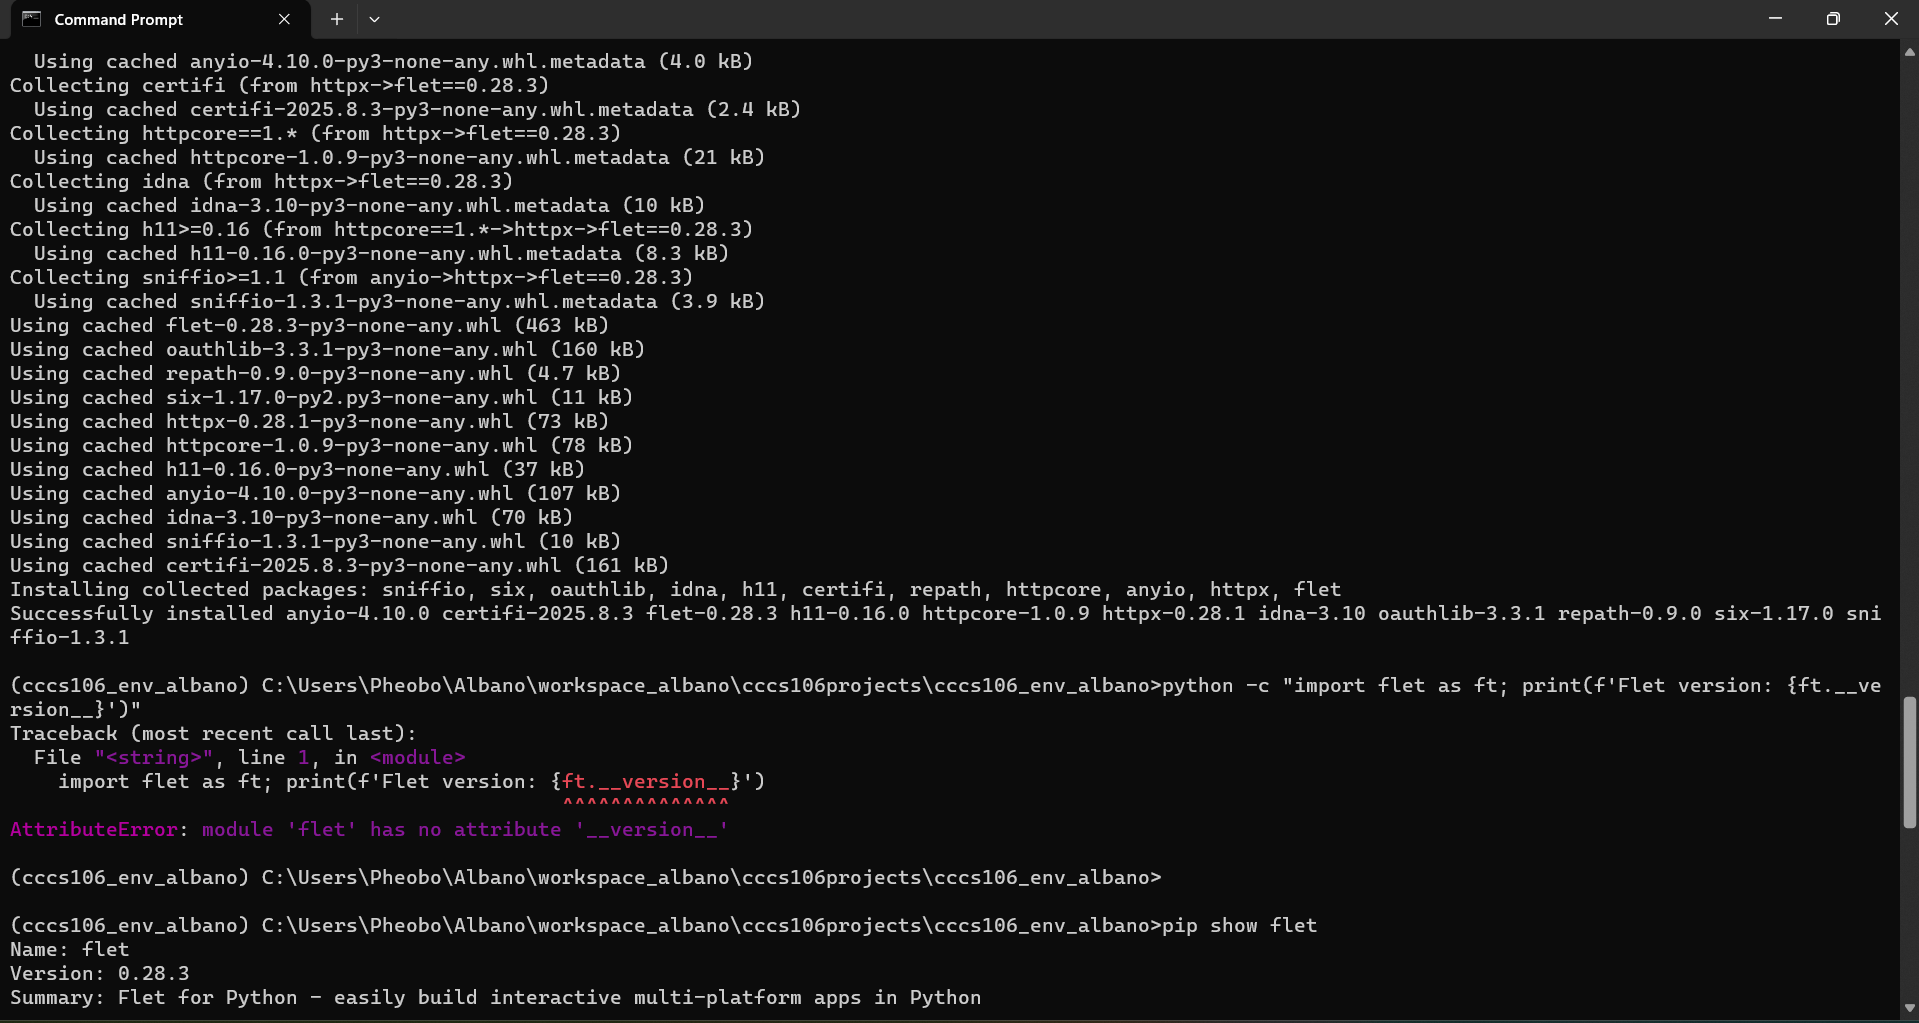 Command Prompt
Using cached anyio-4.10.0-py3-none-any.whl.metadata (4.0 kB)
Collecting certifi (from httpx->flet==0.28.3)
Using cached certifi-2025.8.3-py3-none-any.whl.metadata (2.4 kB)
Collecting httpcore==1.* (from httpx->flet==0.28.3)
Using cached httpcore-1.0.9-py3-none-any.whl.metadata (21 kB)
Collecting idna (from httpx->flet==0.28.3)
Using cached idna-3.10-py3-none-any.whl.metadata (10 kB)
Collecting h11>=0.16 (from httpcore==1.*->httpx->flet==0.28.3)
Using cached h11-0.16.0-py3-none-any.whl.metadata (8.3 kB)
Collecting sniffio>=1.1 (from anyio->httpx->flet==0.28.3)
Using cached sniffio-1.3.1-py3-none-any.whl.metadata (3.9 kB)
Using cached flet-0.28.3-py3-none-any.whl (463 kB)
Using cached oauthlib-3.3.1-py3-none-any.whl (160 kB)
Using cached repath-0.9.0-py3-none-any.whl (4.7 kB)
Using cached six-1.17.0-py2.py3-none-any.whl (11 kB)
Using cached httpx-0.28.1-py3-none-any.whl (73 kB)
Using cached httpcore-1.0.9-py3-none-any.whl (78 kB)
Using cached h11-0.16.0-py3-none-any.whl (37 kB)
Using cached anyio-4.10.0-py3-none-any.whl (107 kB)
Using cached idna-3.10-py3-none-any.whl (70 kB)
Using cached sniffio-1.3.1-py3-none-any.whl (10 kB)
Using cached certifi-2025.8.3-py3-none-any.whl (161 kB)
Installing collected packages: sniffio, six, oauthlib, idna, h11, certifi, repath, httpcore, anyio, httpx, flet
Successfully installed anyio-4.10.0 certifi-2025.8.3 flet-0.28.3 h11-0.16.0 httpcore-1.0.9 httpx-0.28.1 idna-3.10 oauthlib-3.3.1 repath-0.9.0 six-1.17.0 sni
ffio-1.3.1
(cccs106_env_albano) C:\Users\Pheobo\Albano\workspace_albano\cccs106projects\cccs106_env_albano>python -c "import flet as ft; print(f'Flet version: {ft.__ve
rsion__}')"
Traceback (most recent call last):
File "<string>", line 1, in <module>
import flet as ft; print(f'Flet version: {ft.__version__}')
^^^^^^^^^^^^^^
AttributeError: module 'flet' has no attribute '__version__'
(cccs106_env_albano) C:\Users\Pheobo\Albano\workspace_albano\cccs106projects\cccs106_env_albano>
(cccs106_env_albano) C:\Users\Pheobo\Albano\workspace_albano\cccs106projects\cccs106_env_albano>pip show flet
Name: flet
Version: 0.28.3
Summary: Flet for Python - easily build interactive multi-platform apps in Python